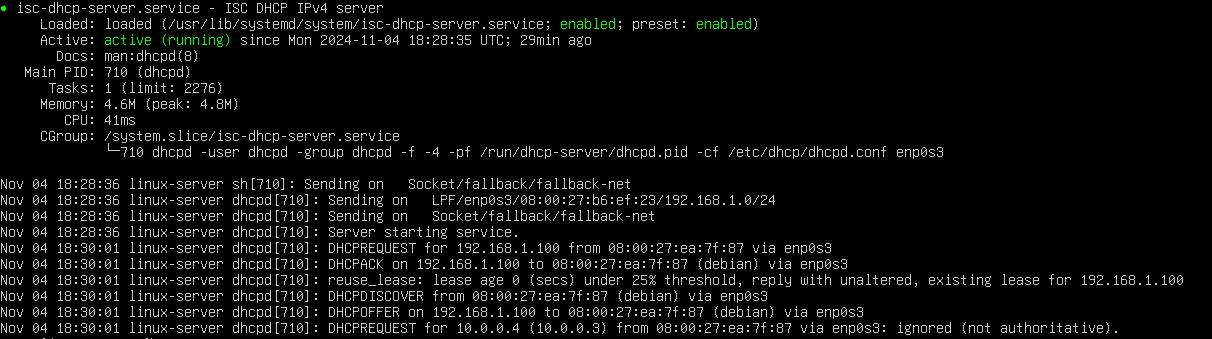 ● isc-dhcp-server.service - ISC DHCP IPv4 server
Loaded: loaded (/usr/lib/systemd/system/isc-dhcp-server.service; enabled; preset: enabled)
Active: active (running) since Mon 2024-11-04 18:28:35 UTC; 29min ago
Docs: man:dhcpd(8)
Main PID: 710 (dhcpd)
Tasks: 1 (limit: 2276)
Memory: 4.6M (peak: 4.8M)
CPU: 41ms
CGroup: /system.slice/isc-dhcp-server.service
└─710 dhcpd -user dhcpd -group dhcpd -f -4 -pf /run/dhcp-server/dhcpd.pid -cf /etc/dhcp/dhcpd.conf enp0s3
Nov 04 18:28:36 linux-server sh[710]: Sending on   Socket/fallback/fallback-net
Nov 04 18:28:36 linux-server dhcpd[710]: Sending on   LPF/enp0s3/08:00:27:b6:ef:23/192.168.1.0/24
Nov 04 18:28:36 linux-server dhcpd[710]: Sending on   Socket/fallback/fallback-net
Nov 04 18:28:36 linux-server dhcpd[710]: Server starting service.
Nov 04 18:30:01 linux-server dhcpd[710]: DHCPREQUEST for 192.168.1.100 from 08:00:27:ea:7f:87 via enp0s3
Nov 04 18:30:01 linux-server dhcpd[710]: DHCPACK on 192.168.1.100 to 08:00:27:ea:7f:87 (debian) via enp0s3
Nov 04 18:30:01 linux-server dhcpd[710]: reuse_lease: lease age 0 (secs) under 25% threshold, reply with unaltered, existing lease for 192.168.1.100
Nov 04 18:30:01 linux-server dhcpd[710]: DHCPDISCOVER from 08:00:27:ea:7f:87 (debian) via enp0s3
Nov 04 18:30:01 linux-server dhcpd[710]: DHCPOFFER on 192.168.1.100 to 08:00:27:ea:7f:87 (debian) via enp0s3
Nov 04 18:30:01 linux-server dhcpd[710]: DHCPREQUEST for 10.0.0.4 (10.0.0.3) from 08:00:27:ea:7f:87 via enp0s3: ignored (not authoritative).